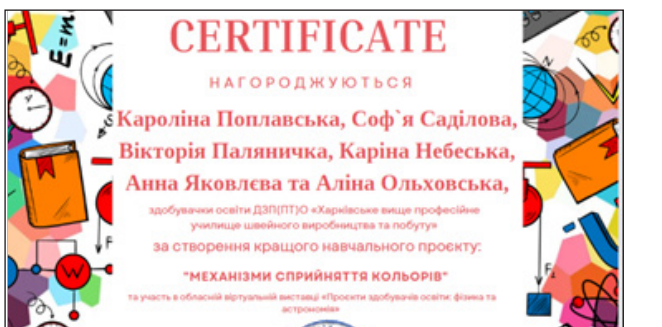 CERTIFICATE
НАГОРОДЖУЮТЬСЯ
Кароліна Поплавська, Соф`я Саділова,
Вікторія Паляничка, Каріна Небеська,
Анна Яковлєва та Аліна Ольховська,
здобувачки освіти ДЗП(ПТ)О «Харківське вище професійне
училище швейного виробництва та побуту»
за створення кращого навчального проєкту:
"МЕХАНІЗМИ СПРИЙНЯТТЯ КОЛЬОРІВ"
та участь в обласній віртуальній виставці «Проєкти здобувачів освіти: фізика та
астрономія»
E=m
N
F
W
F₁